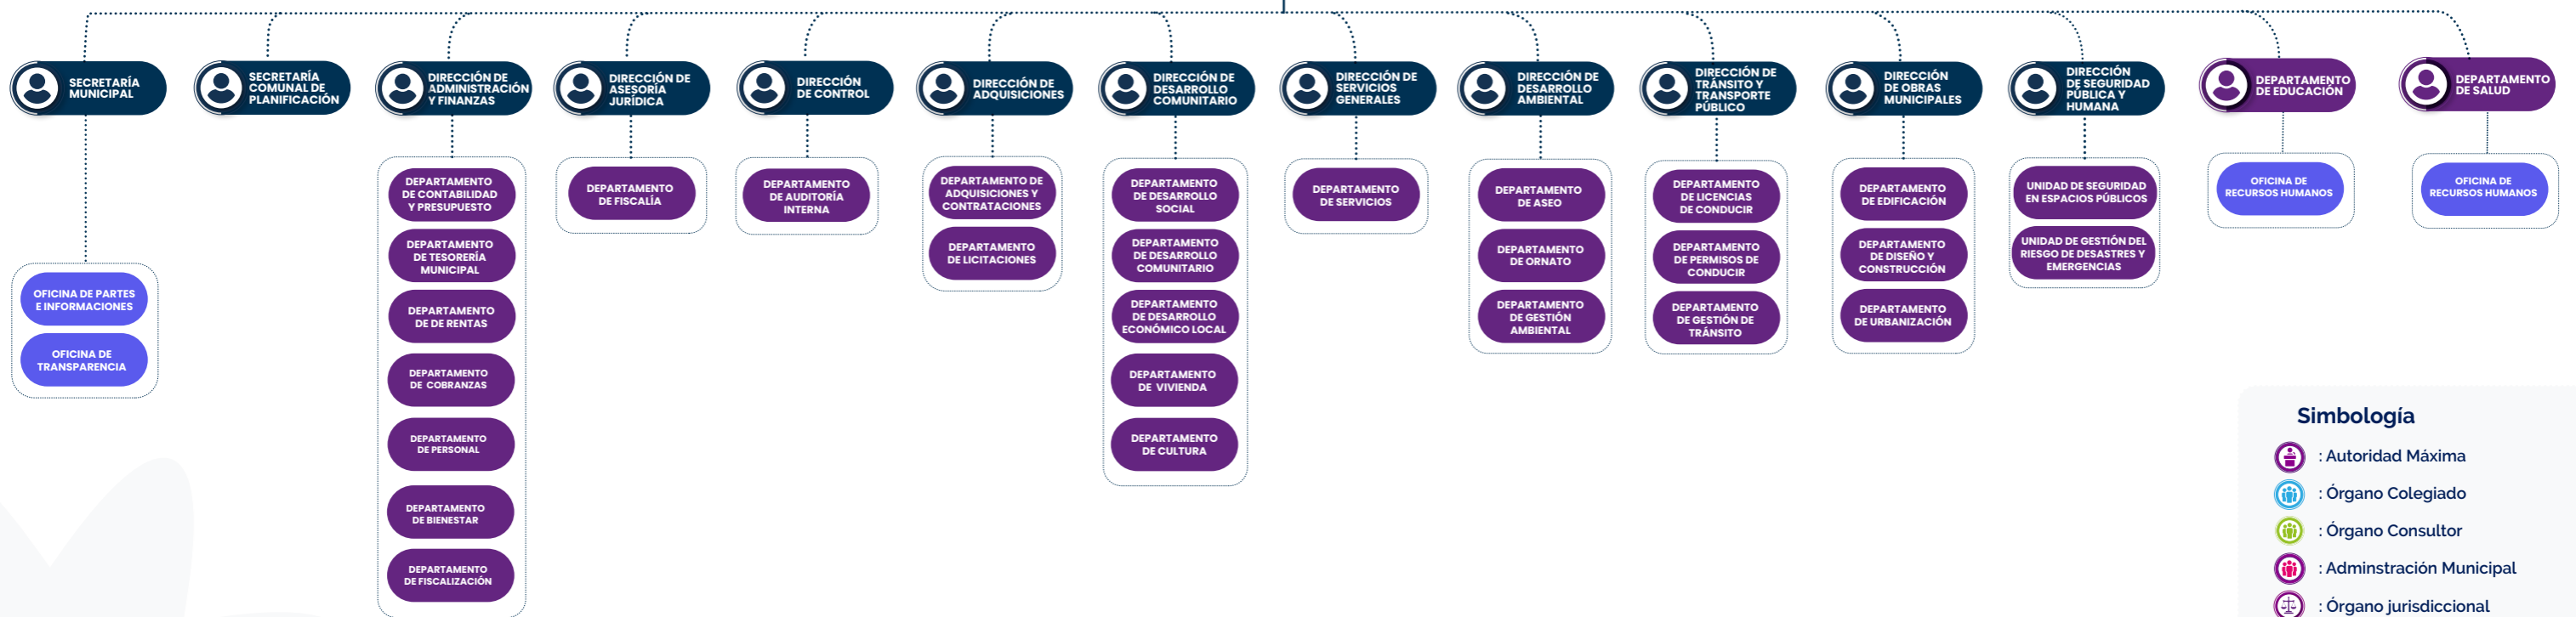 SECRETARÍA
MUNICIPAL
SECRETARÍA
COMUNAL DE
PLANIFICACIÓN
DIRECCIÓN DE
ADMINISTRACIÓN
Y FINANZAS
DIRECCIÓN DE
ASESORÍA
JURÍDICA
DIRECCIÓN
DE CONTROL
DIRECCIÓN DE
ADQUISICIONES
DIRECCIÓN DE
DESARROLLO
COMUNITARIO
DIRECCIÓN DE
SERVICIOS
GENERALES
DIRECCIÓN DE
DESARROLLO
AMBIENTAL
DIRECCIÓN DE
TRÁNSITO Y
TRANSPORTE
PÚBLICO
DIRECCIÓN
DE OBRAS
MUNICIPALES
DIRECCIÓN
DE SEGURIDAD
PÚBLICA Y
HUMANA
DEPARTAMENTO
DE EDUCACIÓN
DEPARTAMENTO
DE SALUD
OFICINA DE PARTES
E INFORMACIONES
OFICINA DE
TRANSPARENCIA
DEPARTAMENTO
DE CONTABILIDAD
Y PRESUPUESTO
DEPARTAMENTO
DE TESORERÍA
MUNICIPAL
DEPARTAMENTO
DE DE RENTAS
DEPARTAMENTO
DE COBRANZAS
DEPARTAMENTO
DE PERSONAL
DEPARTAMENTO
DE BIENESTAR
DEPARTAMENTO
DE FISCALIZACIÓN
DEPARTAMENTO
DE FISCALÍA
DEPARTAMENTO
DE AUDITORÍA
INTERNA
DEPARTAMENTO DE
ADQUISICIONES Y
CONTRATACIONES
DEPARTAMENTO
DE LICITACIONES
DEPARTAMENTO
DE DESARROLLO
SOCIAL
DEPARTAMENTO
DE DESARROLLO
COMUNITARIO
DEPARTAMENTO
DE DESARROLLO
ECONÓMICO LOCAL
DEPARTAMENTO
DE VIVIENDA
DEPARTAMENTO
DE CULTURA
DEPARTAMENTO
DE SERVICIOS
DEPARTAMENTO
DE ASEO
DEPARTAMENTO
DE ORNATO
DEPARTAMENTO
DE GESTIÓN
AMBIENTAL
DEPARTAMENTO
DE LICENCIAS
DE CONDUCIR
DEPARTAMENTO
DE PERMISOS DE
CONDUCIR
DEPARTAMENTO
DE GESTIÓN DE
TRÁNSITO
DEPARTAMENTO
DE EDIFICACIÓN
DEPARTAMENTO
DE DISEÑO Y
CONSTRUCCIÓN
DEPARTAMENTO
DE URBANIZACIÓN
UNIDAD DE SEGURIDAD
EN ESPACIOS PÚBLICOS
UNIDAD DE GESTIÓN DEL
RIESGO DE DESASTRES Y
EMERGENCIAS
OFICINA DE
RECURSOS HUMANOS
OFICINA DE
RECURSOS HUMANOS
Simbología
: Autoridad Máxima
: Órgano Colegiado
: Órgano Consultor
: Adminstración Municipal
: Órgano jurisdiccional